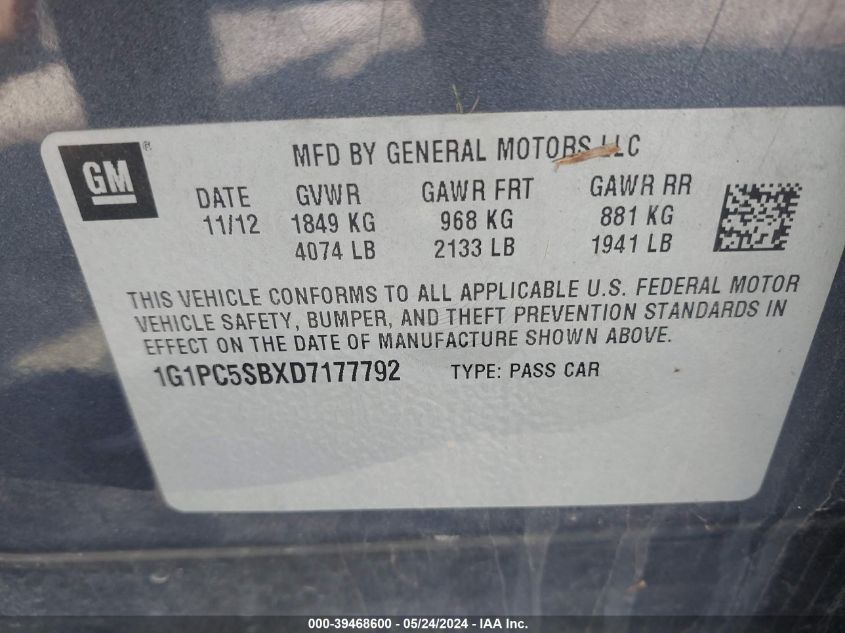 GM
®
MFD BY GENERAL MOTORS LLC
DATE GVWR GAWR FRT GAWR RR
11/12 1849 KG 968 KG 881 KG
4074 LB 2133 LB 1941 LB
THIS VEHICLE CONFORMS TO ALL APPLICABLE U.S. FEDERAL MOTOR
VEHICLE SAFETY, BUMPER, AND THEFT PREVENTION STANDARDS IN
EFFECT ON THE DATE OF MANUFACTURE SHOWN ABOVE.
1G1PC5SBXD7177792 TYPE: PASS CAR
000-39468600 - 05/24/2024 - IAA Inc.